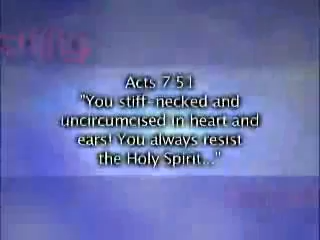 Acts 7 51
"You stiff-necked and
uncircumcised in heart and
ears! You always resist
the Holy Spirit..."